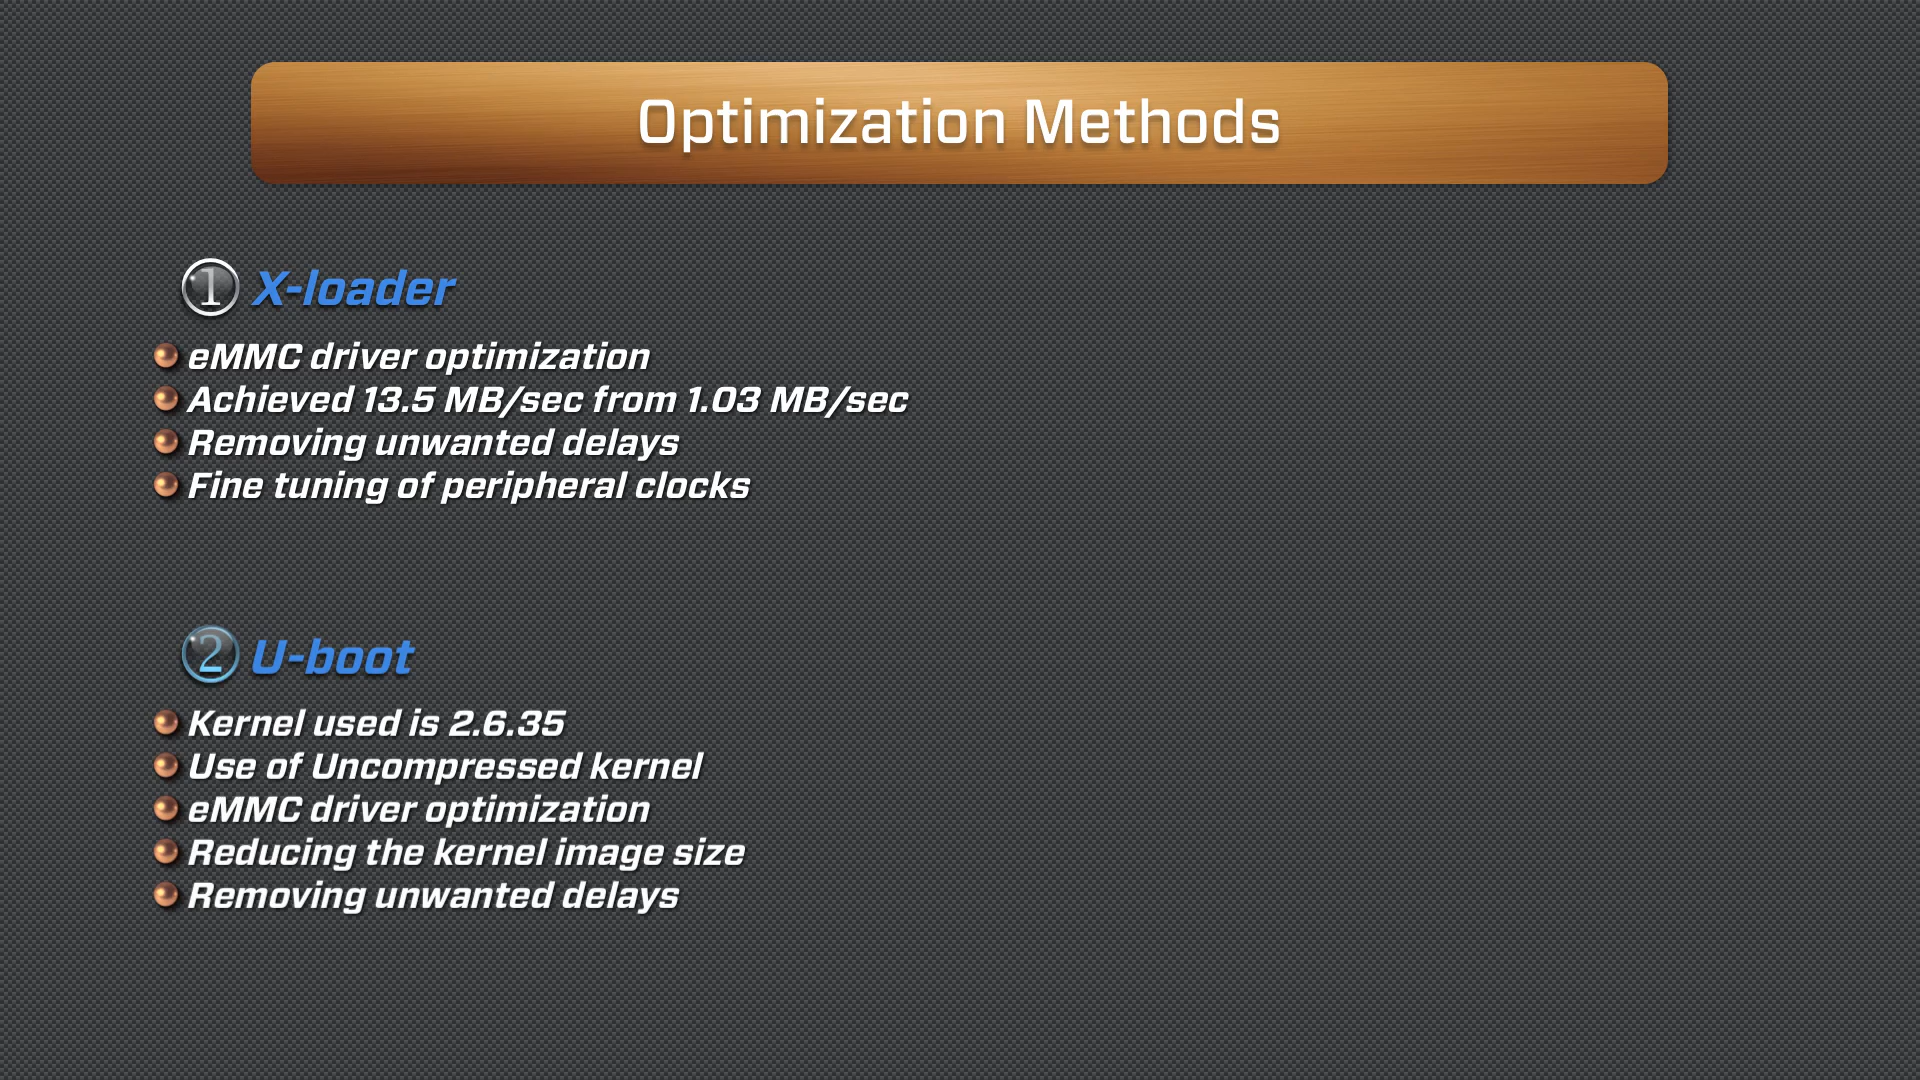 Optimization Methods
① X-loader
eMMC driver optimization
Achieved 13.5 MB/sec from 1.03 MB/sec
Removing unwanted delays
Fine tuning of peripheral clocks
② U-boot
Kernel used is 2.6.35
Use of Uncompressed kernel
eMMC driver optimization
Reducing the kernel image size
Removing unwanted delays